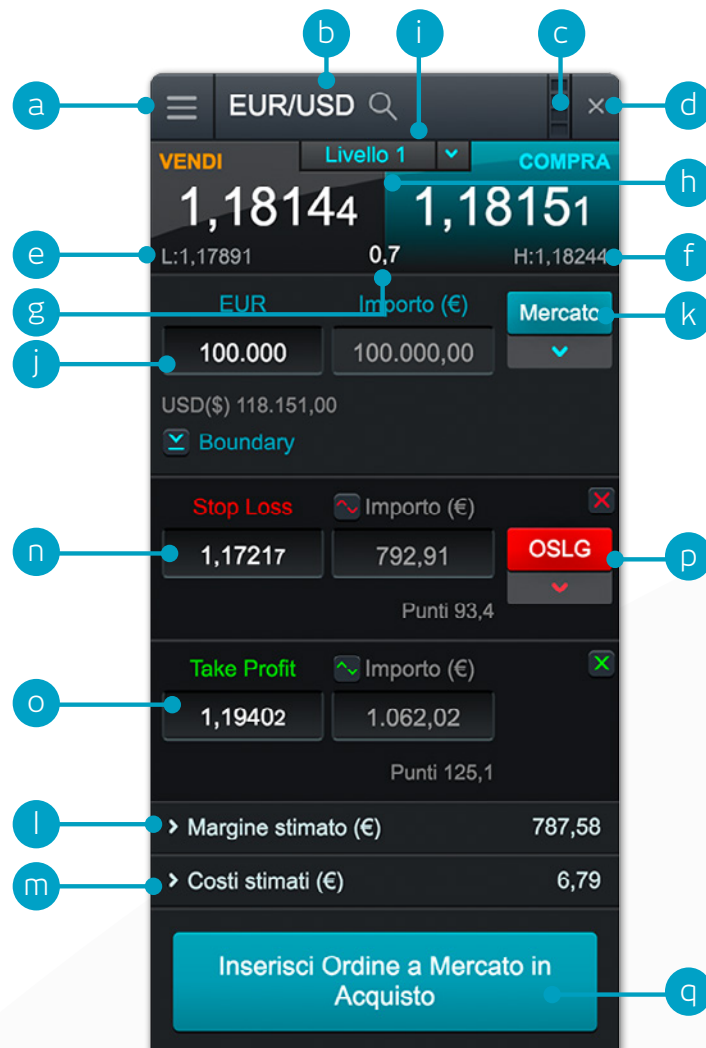 b i c
a EUR/USD × d
VENDI Livello 1 COMPRA
h
1,18144 1,18151
e L:1,17891 0,7 H:1,18244 f
g EUR Importo (€) Mercato k
j 100.000 100.000,00
USD($) 118.151,00
Boundary
Stop Loss Importo (€)
n 1,17217 792,91 OSLG p
Punti 93,4
Take Profit Importo (€)
o 1,19402 1.062,02
Punti 125,1
l > Margine stimato (€) 787,58
m > Costi stimati (€) 6,79
Inserisci Ordine a Mercato in
Acquisto q